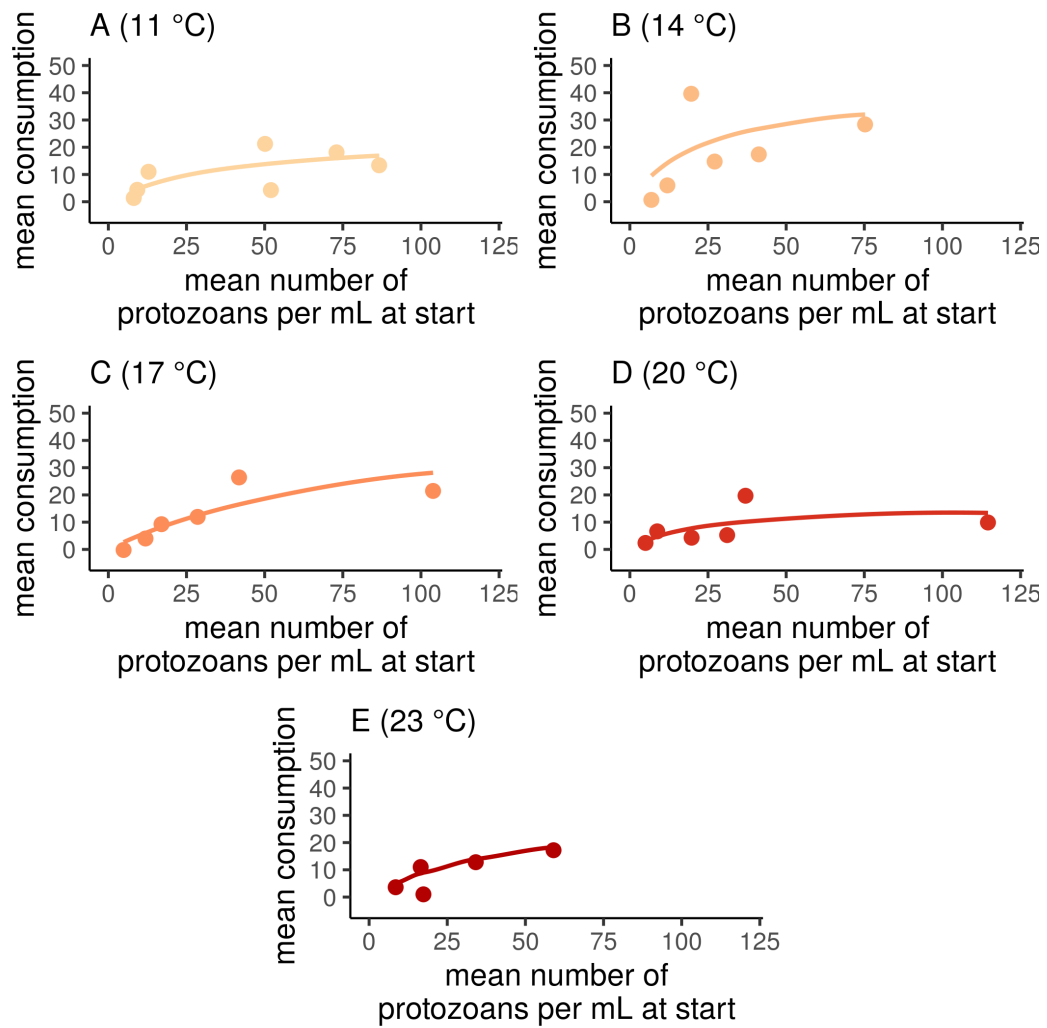 A (11 °C)
mean consumption
50
40
30
20
10
0
0 25 50 75 100 125
mean number of
protozoans per mL at start
B (14 °C)
mean consumption
50
40
30
20
10
0
0 25 50 75 100 125
mean number of
protozoans per mL at start
C (17 °C)
mean consumption
50
40
30
20
10
0
0 25 50 75 100 125
mean number of
protozoans per mL at start
D (20 °C)
mean consumption
50
40
30
20
10
0
0 25 50 75 100 125
mean number of
protozoans per mL at start
E (23 °C)
mean consumption
50
40
30
20
10
0
0 25 50 75 100 125
mean number of
protozoans per mL at start